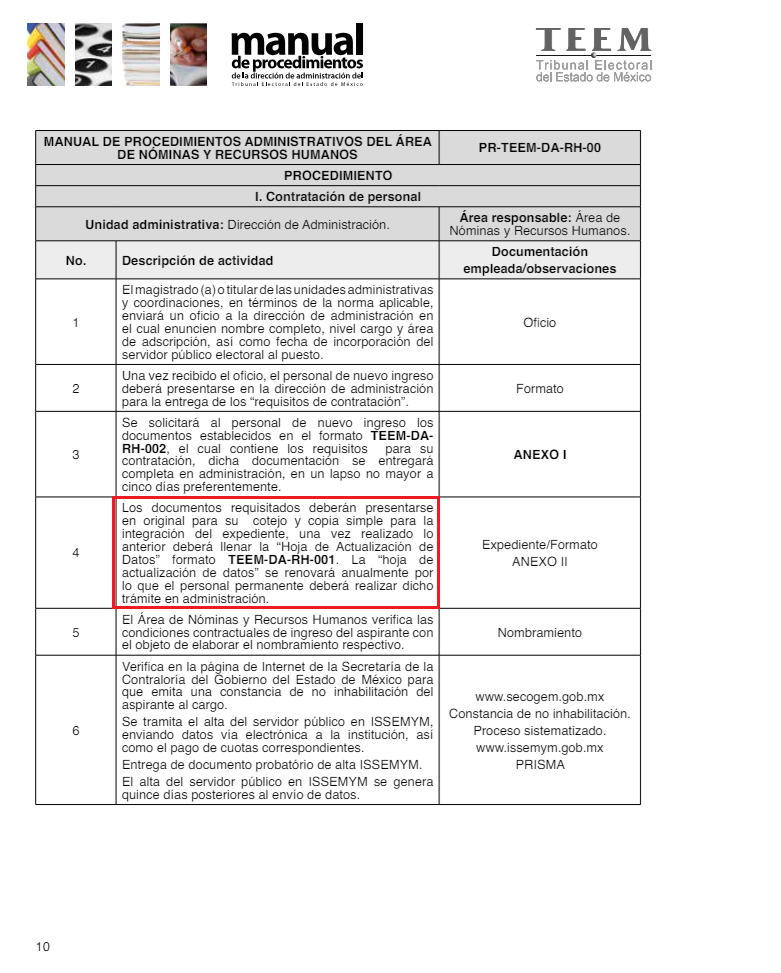 manual
de procedimientos
de la dirección de administración del
Tribunal Electoral del Estado de México
TEEM
Tribunal Electoral
del Estado de México
MANUAL DE PROCEDIMIENTOS ADMINISTRATIVOS DEL ÁREA
DE NÓMINAS Y RECURSOS HUMANOS
PR-TEEM-DA-RH-00
PROCEDIMIENTO
I. Contratación de personal
Unidad administrativa: Dirección de Administración.
Área responsable: Área de
Nóminas y Recursos Humanos.
No.
Descripción de actividad
Documentación
empleada/observaciones
1
El magistrado (a) o titular de las unidades administrativas
y coordinaciones, en términos de la norma aplicable,
enviará un oficio a la dirección de administración en
el cual enuncien nombre completo, nivel cargo y área
de adscripción, así como fecha de incorporación del
servidor público electoral al puesto.
Oficio
2
Una vez recibido el oficio, el personal de nuevo ingreso
deberá presentarse en la dirección de administración
para la entrega de los “requisitos de contratación”.
Formato
3
Se solicitará al personal de nuevo ingreso los
documentos establecidos en el formato TEEM-DA-
RH-002, el cual contiene los requisitos para su
contratación, dicha documentación se entregará
completa en administración, en un lapso no mayor a
cinco días preferentemente.
ANEXO I
4
Los documentos requisitados deberán presentarse
en original para su cotejo y copia simple para la
integración del expediente, una vez realizado lo
anterior deberá llenar la “Hoja de Actualización de
Datos” formato TEEM-DA-RH-001. La “hoja de
actualización de datos” se renovará anualmente por
lo que el personal permanente deberá realizar dicho
trámite en administración.
Expediente/Formato
ANEXO II
5
El Área de Nóminas y Recursos Humanos verifica las
condiciones contractuales de ingreso del aspirante con
el objeto de elaborar el nombramiento respectivo.
Nombramiento
6
Verifica en la página de Internet de la Secretaría de la
Contraloría del Gobierno del Estado de México para
que emita una constancia de no inhabilitación del
aspirante al cargo.
Se tramita el alta del servidor público en ISSEMYM,
enviando datos vía electrónica a la institución, así
como el pago de cuotas correspondientes.
Entrega de documento probatório de alta ISSEMYM.
El alta del servidor público en ISSEMYM se genera
quince días posteriores al envío de datos.
www.secogem.gob.mx
Constancia de no inhabilitación.
Proceso sistematizado.
www.issemym.gob.mx
PRISMA
10